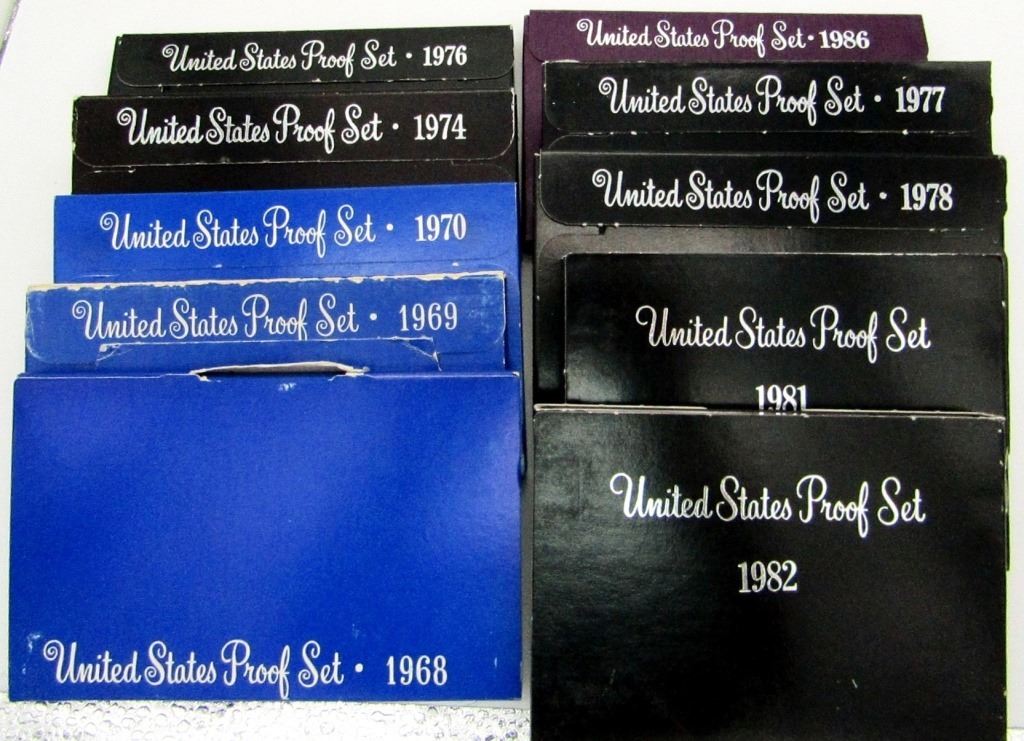 United States Proof Set · 1976
United States Proof Set · 1974
United States Proof Set · 1970
United States Proof Set · 1969
United States Proof Set · 1968
United States Proof Set · 1986
United States Proof Set · 1977
United States Proof Set · 1978
United States Proof Set
1981
United States Proof Set
1982